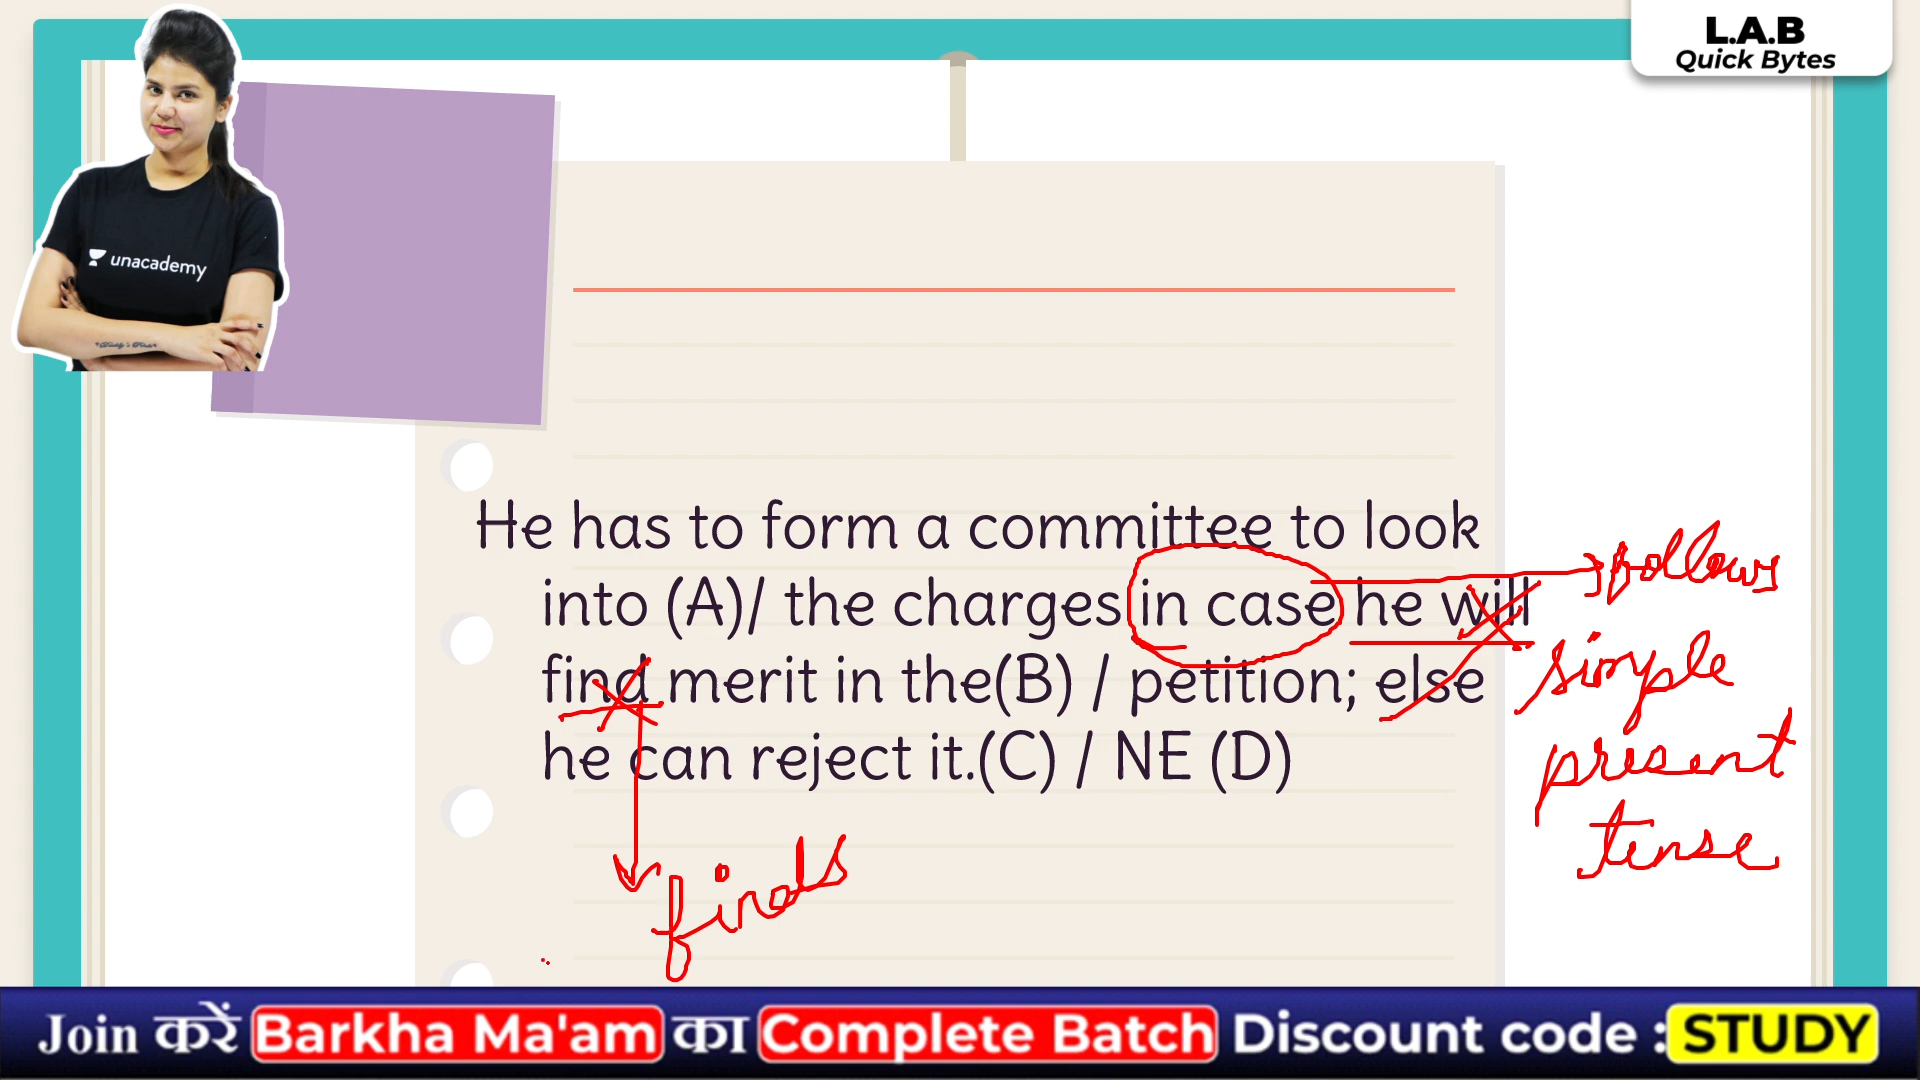 L.A.B
Quick Bytes
unacademy
He has to form a committee to look
into (A)/ the charges in case he will
find merit in the(B) / petition; else
he can reject it.(C) / NE (D)
follows
simple
present
tense
finds
Join करें Barkha Ma'am का Complete Batch Discount code : STUDY